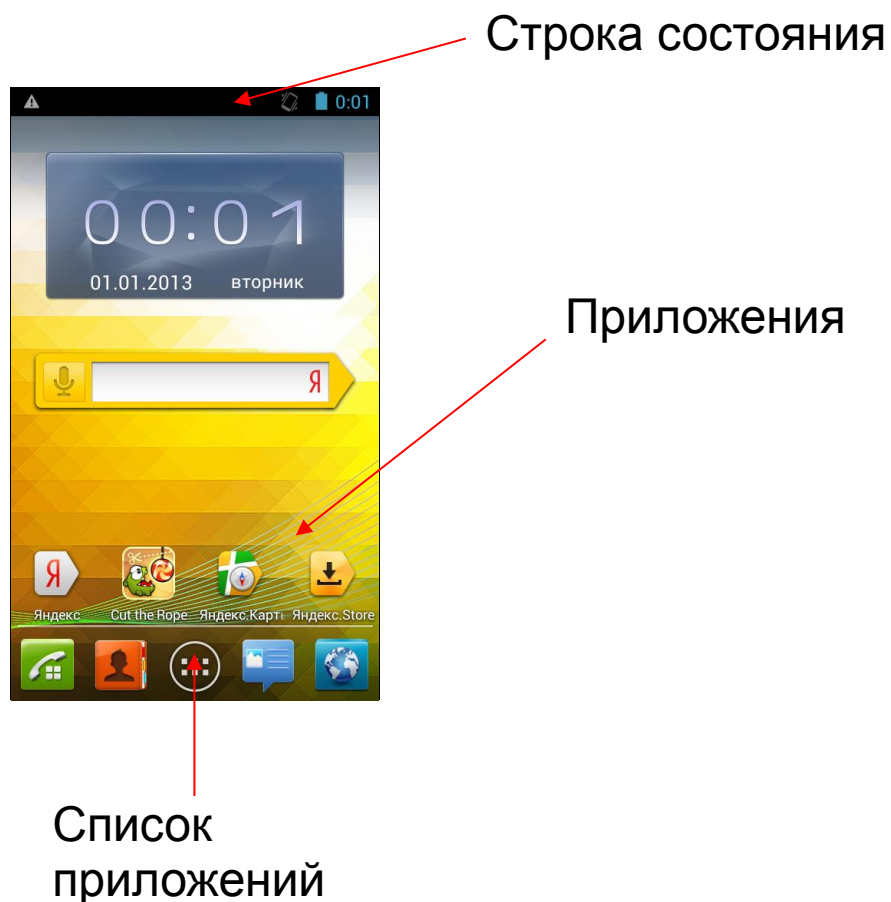 Строка состояния
0:01
00:01
01.01.2013 вторник
Приложения
Я
Я
Яндекс Cut the Rope Яндекс.Карты Яндекс.Store
Список
приложений